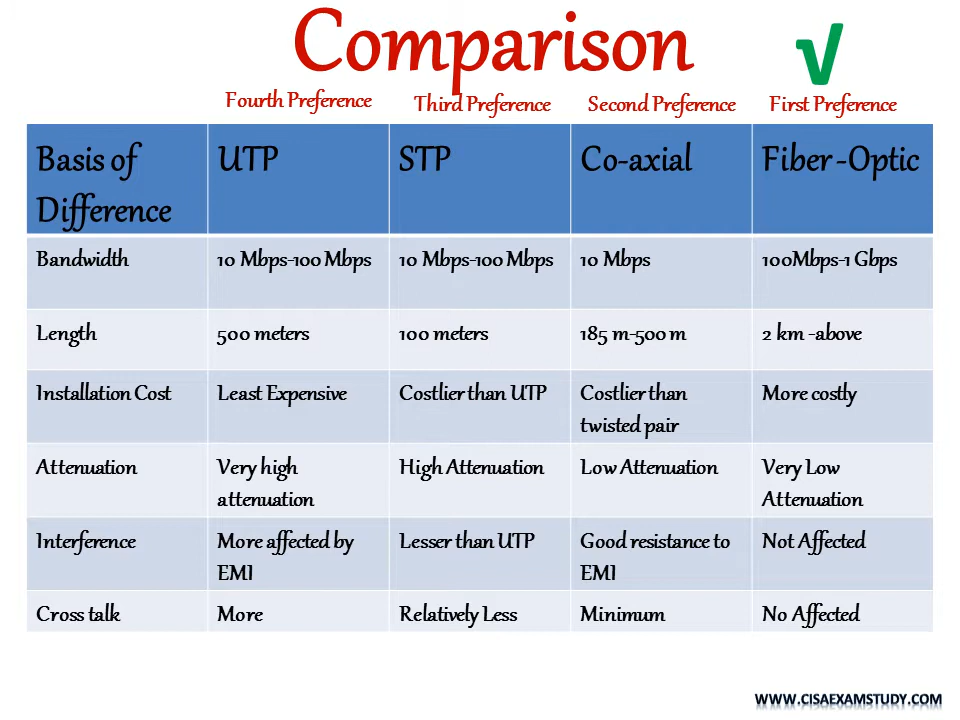 Comparison
√
Fourth Preference Third Preference Second Preference First Preference
Basis of Difference UTP STP Co-axial Fiber -Optic
Bandwidth 10 Mbps-100 Mbps 10 Mbps-100 Mbps 10 Mbps 100Mbps-1 Gbps
Length 500 meters 100 meters 185 m-500 m 2 km -above
Installation Cost Least Expensive Costlier than UTP Costlier than twisted pair More costly
Attenuation Very high attenuation High Attenuation Low Attenuation Very Low Attenuation
Interference More affected by EMI Lesser than UTP Good resistance to EMI Not Affected
Cross talk More Relatively Less Minimum No Affected
WWW.CISAEXAMSTUDY.COM